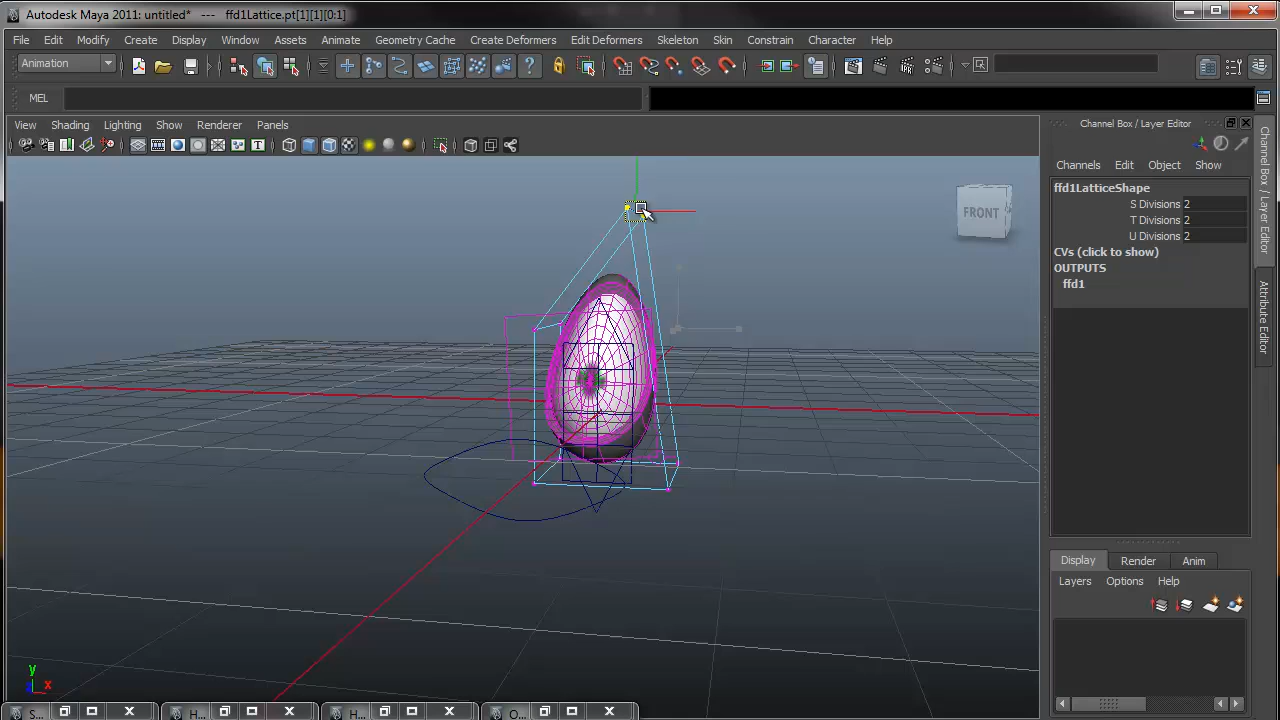 Autodesk Maya 2011: untitled* --- ffd1Lattice.pt[1][1][0:1]
File Edit Modify Create Display Window Assets Animate Geometry Cache Create Deformers Edit Deformers Skeleton Skin Constrain Character Help
Animation
MEL
View Shading Lighting Show Renderer Panels
Channel Box / Layer Editor
Channels Edit Object Show
ffd1LatticeShape
S Divisions 2
T Divisions 2
U Divisions 2
CVs (click to show)
OUTPUTS
ffd1
FRONT
Channel Box / Layer Editor
Attribute Editor
Display Render Anim
Layers Options Help
y
z x
S... H... H... O...